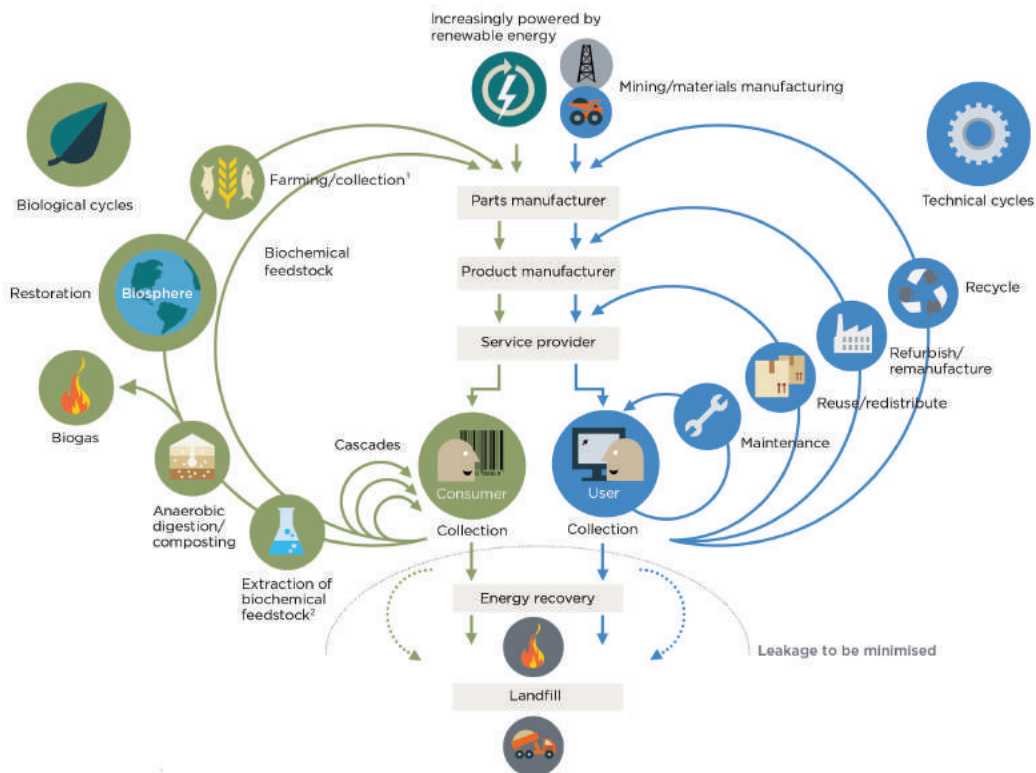 Increasingly powered by
renewable energy
Mining/materials manufacturing
Biological cycles
Farming/collection¹
Technical cycles
Parts manufacturer
Biochemical
feedstock
Product manufacturer
Restoration
Biosphere
Recycle
Service provider
Refurbish/
remanufacture
Reuse/redistribute
Biogas
Cascades
Maintenance
Consumer
User
Anaerobic
digestion/
composting
Collection
Collection
Extraction of
biochemical
feedstock²
Energy recovery
Leakage to be minimised
Landfill